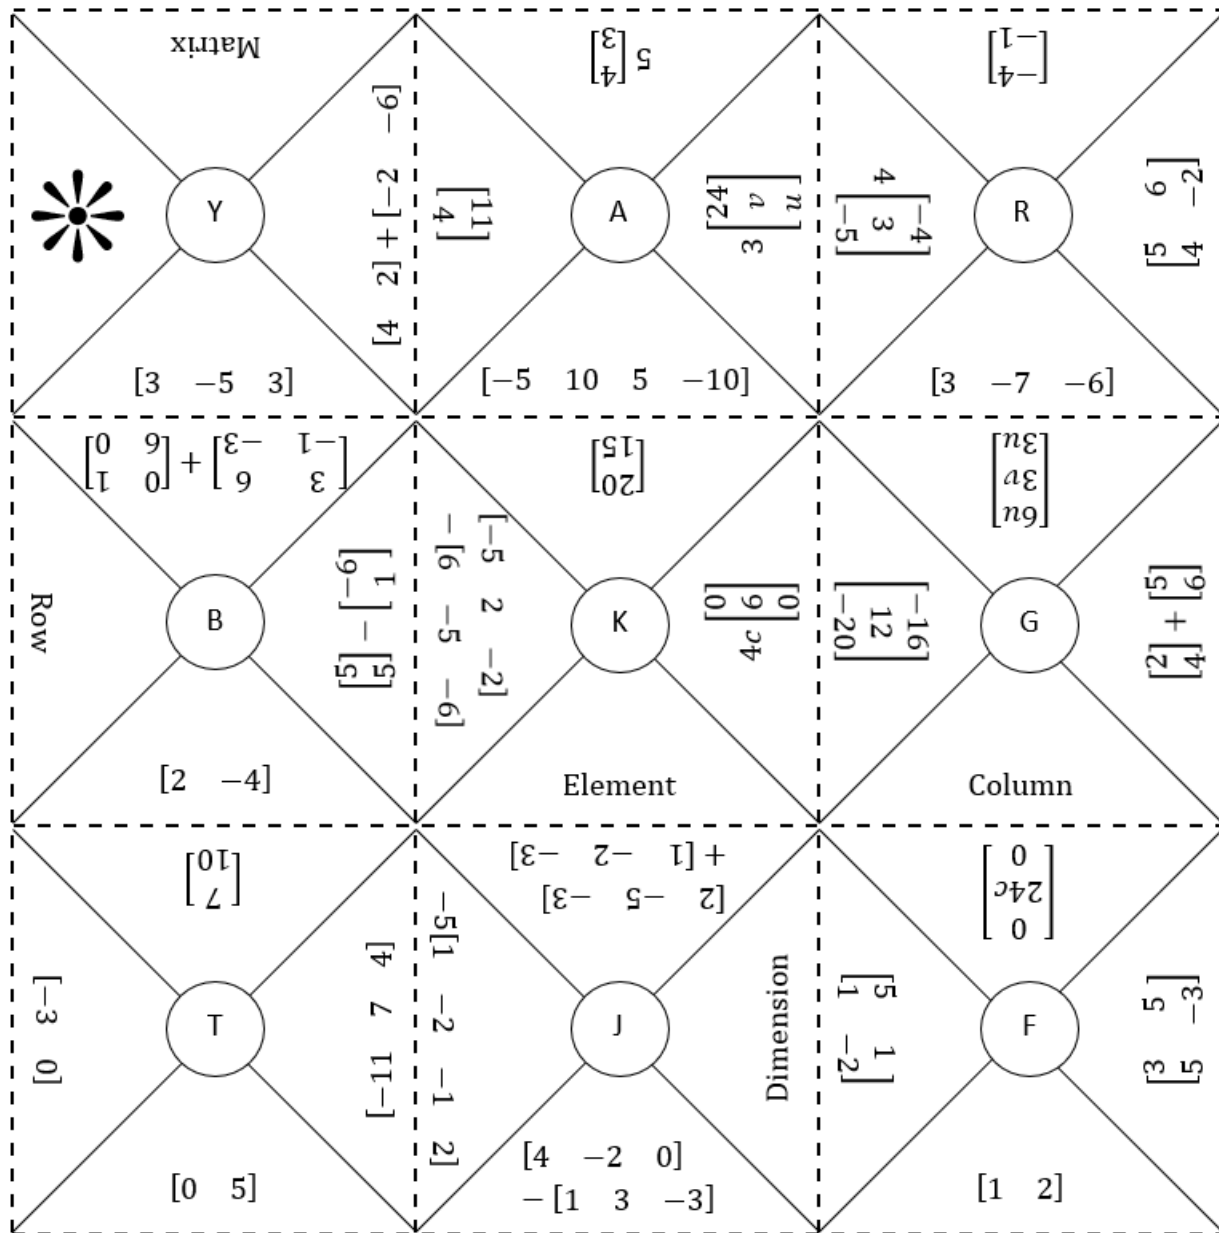 Matrix
[4 2] + [−2 −6]
Y
[3 −5 3]
5 [4
3]
[11
4]
A
3 [24
v
u]
[−5 10 5 −10]
[−4
−1]
4 [−4
3
−5]
R
[5 6
4 −2]
[3 −7 −6]
[3 6
−1 −3] + [0 1
6 0]
Row
B
[5
5] − [−6
1]
[2 −4]
[20
15]
[−5 2 −2]
− [6 −5 −6]
K
4c [0
6
0]
Element
[6u
3v
3u]
[−16
12
−20]
G
[2
4] + [5
6]
Column
[7
10]
[−3 0]
T
[−11 7 4]
[0 5]
[2 −5 −3]
+ [1 −2 −3]
−5[1 −2 −1 2]
J
Dimension
[4 −2 0]
− [1 3 −3]
[0
24c
0]
[5 1
1 −2]
F
[3 5
5 −3]
[1 2]